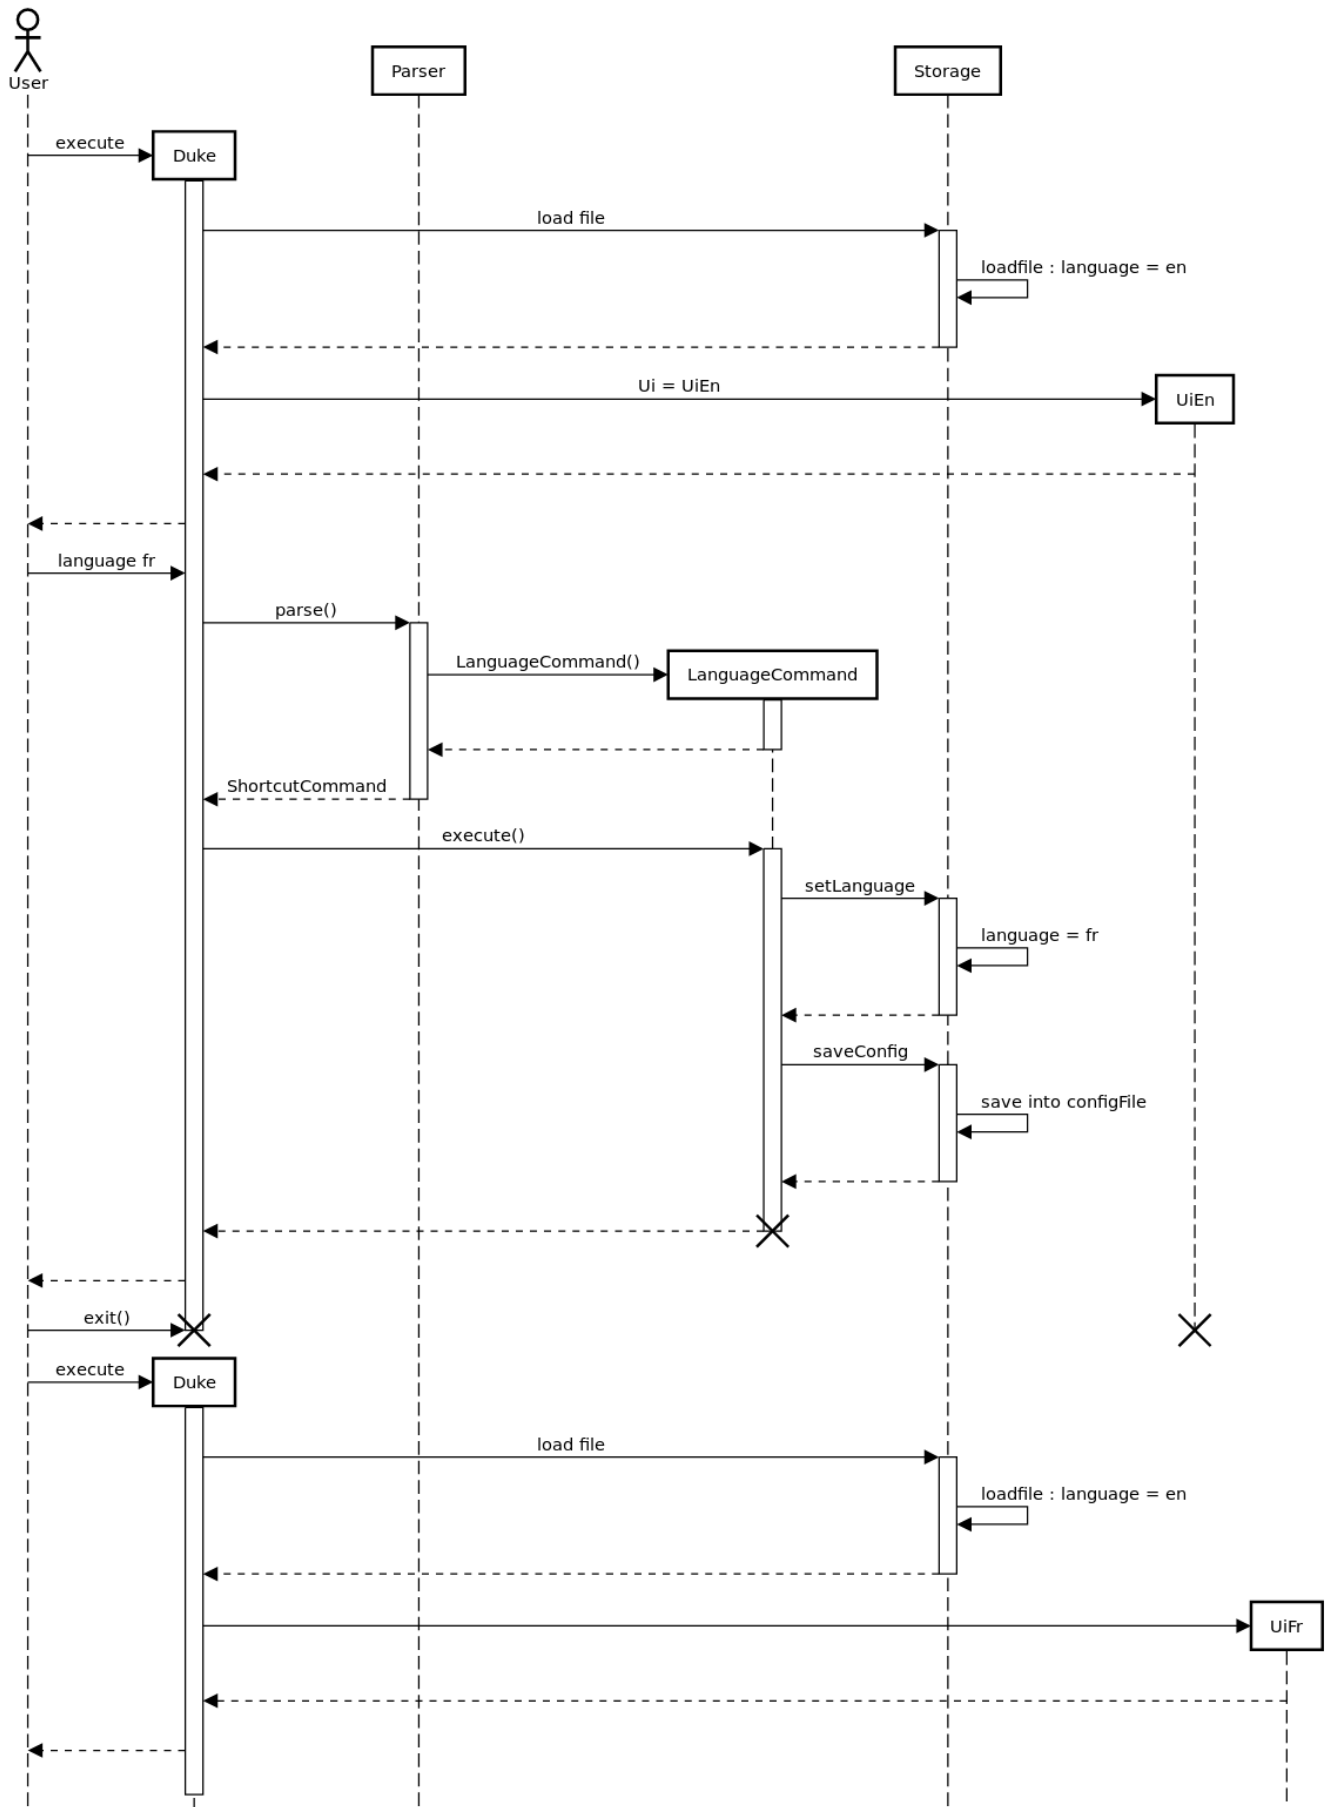 User
Parser
Storage
execute
Duke
load file
loadfile : language = en
Ui = UiEn
UiEn
language fr
parse()
LanguageCommand()
LanguageCommand
ShortcutCommand
execute()
setLanguage
language = fr
saveConfig
save into configFile
exit()
execute
Duke
load file
loadfile : language = en
UiFr